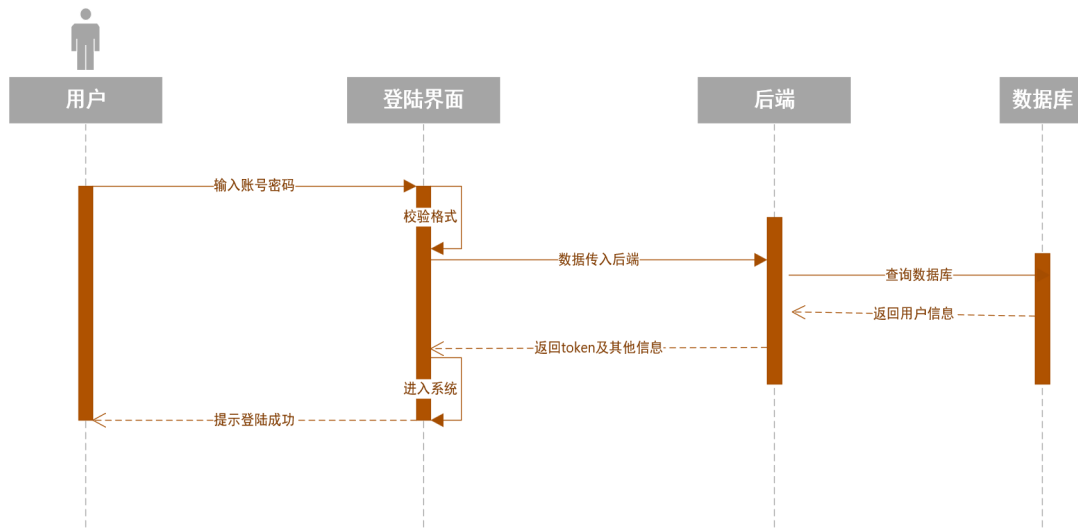 用户
登陆界面
后端
数据库
输入账号密码
校验格式
数据传入后端
查询数据库
返回用户信息
返回token及其他信息
进入系统
提示登陆成功